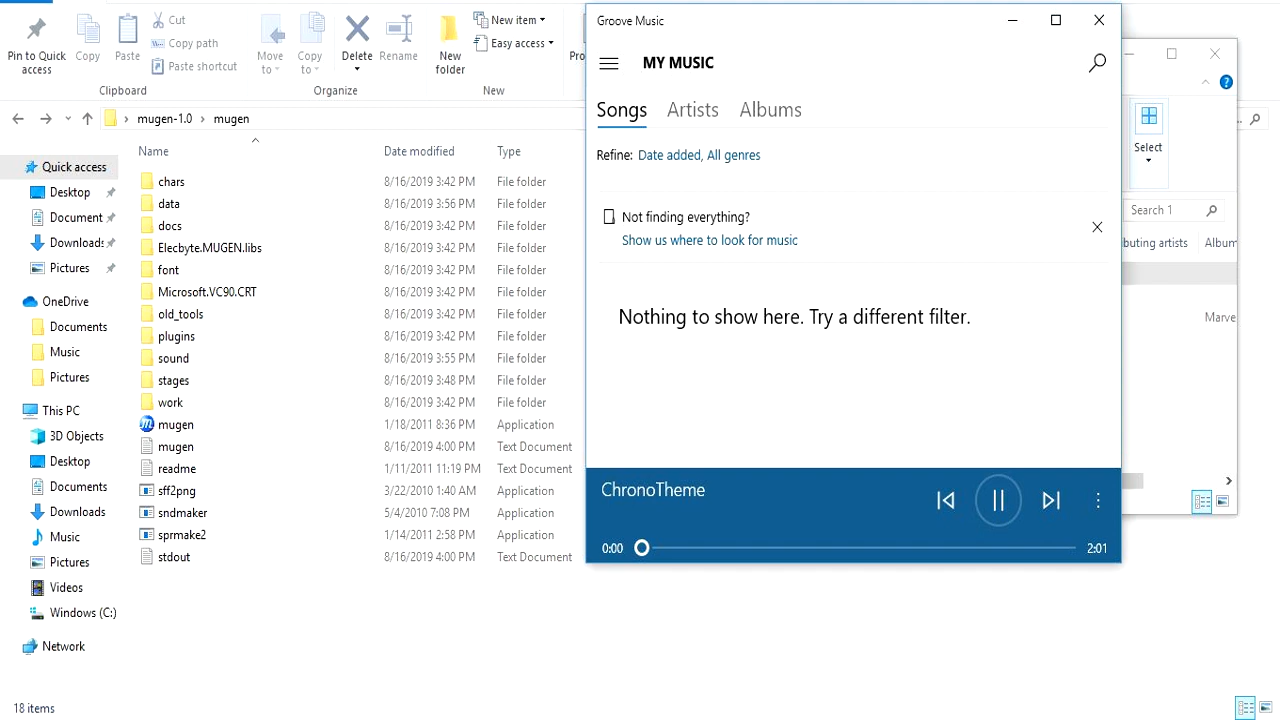 Pin to Quick access
Copy
Paste
Cut
Copy path
Paste shortcut
Clipboard
Move to
Copy to
Delete
Rename
Organize
New folder
New item
Easy access
New
Groove Music
MY MUSIC
Songs Artists Albums
Refine: Date added, All genres
Not finding everything?
Show us where to look for music
Nothing to show here. Try a different filter.
ChronoTheme
0:00 2:01
Select
Search 1
Marve
mugen-1.0 › mugen
Name Date modified Type
chars 8/16/2019 3:42 PM File folder
data 8/16/2019 3:56 PM File folder
docs 8/16/2019 3:42 PM File folder
Elecbyte.MUGEN.libs 8/16/2019 3:42 PM File folder
font 8/16/2019 3:42 PM File folder
Microsoft.VC90.CRT 8/16/2019 3:42 PM File folder
old_tools 8/16/2019 3:42 PM File folder
plugins 8/16/2019 3:42 PM File folder
sound 8/16/2019 3:55 PM File folder
stages 8/16/2019 3:48 PM File folder
work 8/16/2019 3:42 PM File folder
mugen 1/18/2011 8:36 PM Application
mugen 8/16/2019 4:00 PM Text Document
readme 1/11/2011 11:19 PM Text Document
sff2png 3/22/2010 1:40 AM Application
sndmaker 5/4/2010 7:08 PM Application
sprmake2 1/14/2011 2:58 PM Application
stdout 8/16/2019 4:00 PM Text Document
Quick access
Desktop
Document
Downloads
Pictures
OneDrive
Documents
Music
Pictures
This PC
3D Objects
Desktop
Documents
Downloads
Music
Pictures
Videos
Windows (C:)
Network
18 items
buting artists Album